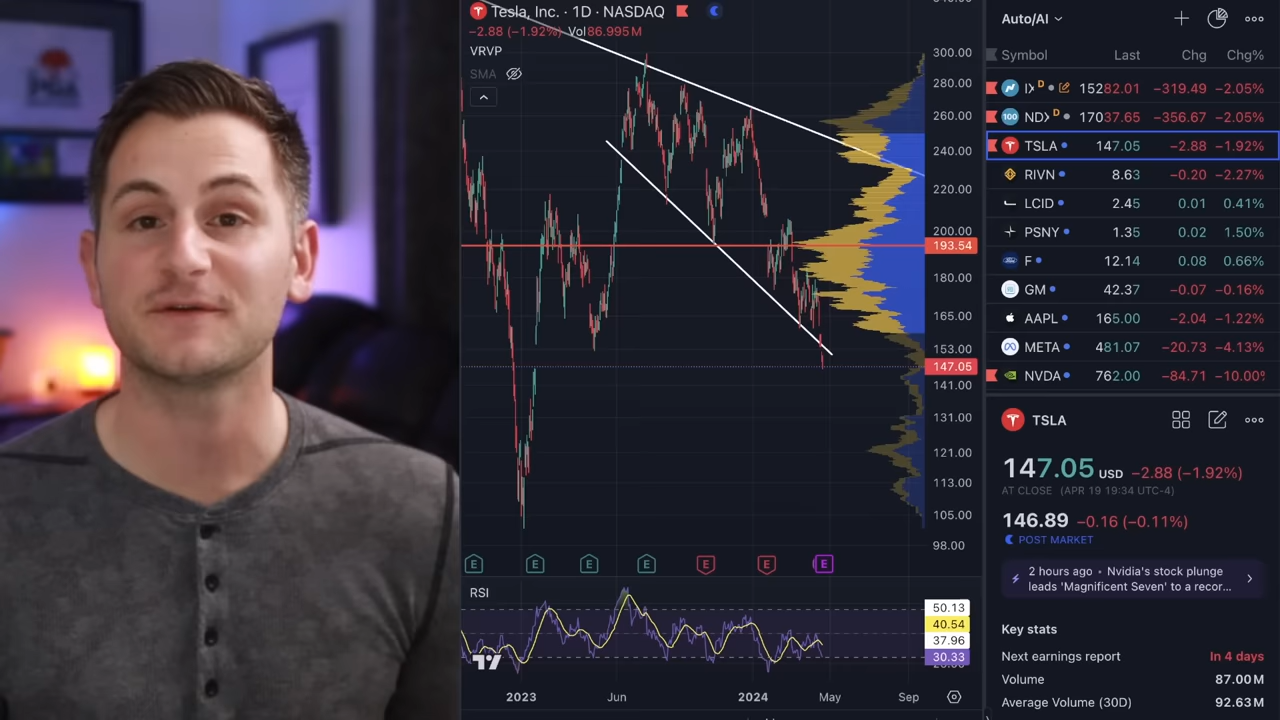 Tesla, Inc. · 1D · NASDAQ
−2.88 (−1.92%) Vol86.995M
VRVP
SMA
300.00
280.00
260.00
240.00
220.00
200.00
193.54
180.00
165.00
153.00
147.05
141.00
131.00
121.00
113.00
105.00
98.00
E E E E E E E
RSI
50.13
40.54
37.96
30.33
2023 Jun 2024 May Sep
Auto/AI
Symbol Last Chg Chg%
D 15282.01 −319.49 −2.05%
NDX D 17037.65 −356.67 −2.05%
TSLA 147.05 −2.88 −1.92%
RIVN 8.63 −0.20 −2.27%
LCID 2.45 0.01 0.41%
PSNY 1.35 0.02 1.50%
F 12.14 0.08 0.66%
GM 42.37 −0.07 −0.16%
AAPL 165.00 −2.04 −1.22%
META 481.07 −20.73 −4.13%
NVDA 762.00 −84.71 −10.00%
TSLA
147.05 USD −2.88 (−1.92%)
AT CLOSE (APR 19 19:34 UTC-4)
146.89 −0.16 (−0.11%)
POST MARKET
2 hours ago • Nvidia's stock plunge
leads 'Magnificent Seven' to a recor...
Key stats
Next earnings report In 4 days
Volume 87.00M
Average Volume (30D) 92.63M